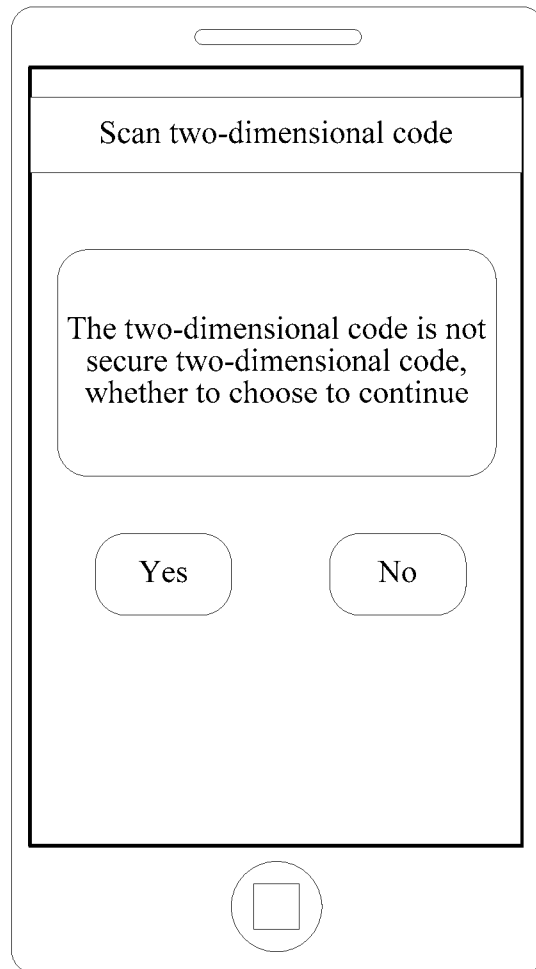 Scan two-dimensional code
The two-dimensional code is not
secure two-dimensional code,
whether to choose to continue
Yes
No